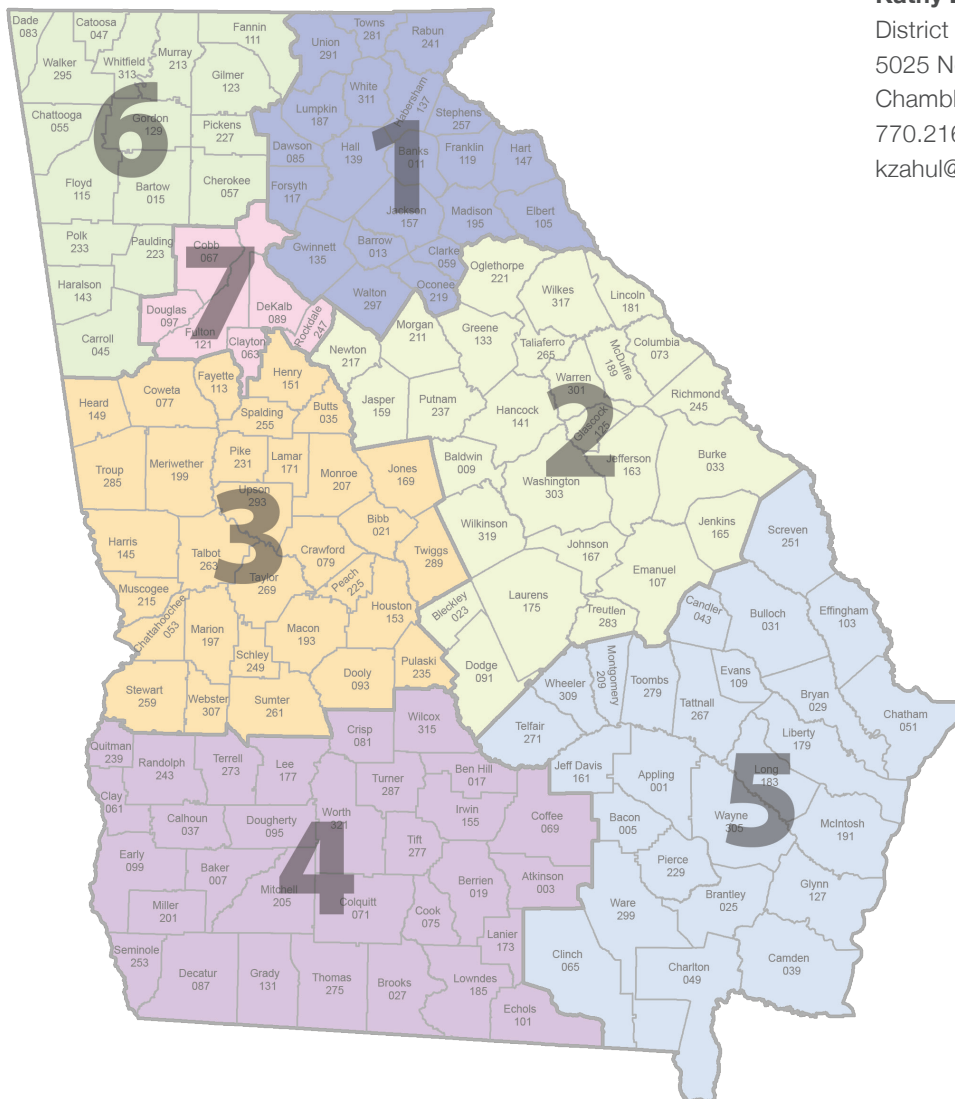 Kathy
District
5025 N
Chambl
770.216
kzahul@
Dade
083
Catoosa
047
Walker
295
Whitfield
313
Murray
213
Fannin
111
Gilmer
123
Chattooga
055
Gordon
129
Pickens
227
Floyd
115
Bartow
015
Cherokee
057
Polk
233
Paulding
223
Haralson
143
Carroll
045
6
Towns
281
Rabun
241
Union
291
White
311
Habersham
137
Lumpkin
187
Stephens
257
Dawson
085
Hall
139
Banks
011
Franklin
119
Hart
147
Forsyth
117
Jackson
157
Madison
195
Elbert
105
Gwinnett
135
Barrow
013
Clarke
059
Oconee
219
Walton
297
1
Cobb
067
Douglas
097
Fulton
121
DeKalb
089
Clayton
063
Rockdale
247
7
Oglethorpe
221
Wilkes
317
Lincoln
181
Morgan
211
Greene
133
Taliaferro
265
McDuffie
189
Columbia
073
Newton
217
Warren
301
Richmond
245
Jasper
159
Putnam
237
Hancock
141
Glascock
125
Jefferson
163
Burke
033
Baldwin
009
Washington
303
Wilkinson
319
Jenkins
165
Johnson
167
Emanuel
107
Laurens
175
Treutlen
283
Bleckley
023
Dodge
091
2
Heard
149
Coweta
077
Fayette
113
Henry
151
Spalding
255
Butts
035
Troup
285
Meriwether
199
Pike
231
Lamar
171
Monroe
207
Jones
169
Upson
293
Bibb
021
Harris
145
Talbot
263
Crawford
079
Twiggs
289
Taylor
269
Peach
225
Muscogee
215
Chattahoochee
053
Marion
197
Macon
193
Houston
153
Schley
249
Dooly
093
Pulaski
235
Stewart
259
Webster
307
Sumter
261
3
Quitman
239
Randolph
243
Terrell
273
Lee
177
Crisp
081
Wilcox
315
Turner
287
Ben Hill
017
Clay
061
Calhoun
037
Dougherty
095
Worth
321
Irwin
155
Coffee
069
Tift
277
Early
099
Baker
007
Mitchell
205
Colquitt
071
Berrien
019
Atkinson
003
Miller
201
Cook
075
Lanier
173
Seminole
253
Decatur
087
Grady
131
Thomas
275
Brooks
027
Lowndes
185
Echols
101
4
Screven
251
Candler
043
Bulloch
031
Effingham
103
Wheeler
309
Montgomery
209
Toombs
279
Evans
109
Tattnall
267
Bryan
029
Chatham
051
Telfair
271
Liberty
179
Jeff Davis
161
Appling
001
Long
183
Bacon
005
Wayne
305
McIntosh
191
Pierce
229
Ware
299
Brantley
025
Glynn
127
Clinch
065
Charlton
049
Camden
039
5